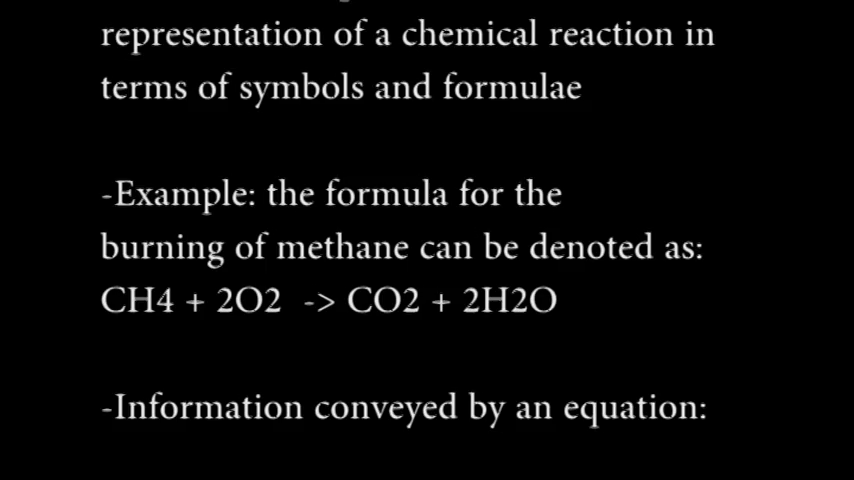 representation of a chemical reaction in
terms of symbols and formulae
-Example: the formula for the
burning of methane can be denoted as:
CH4 + 2O2 -> CO2 + 2H2O
-Information conveyed by an equation: